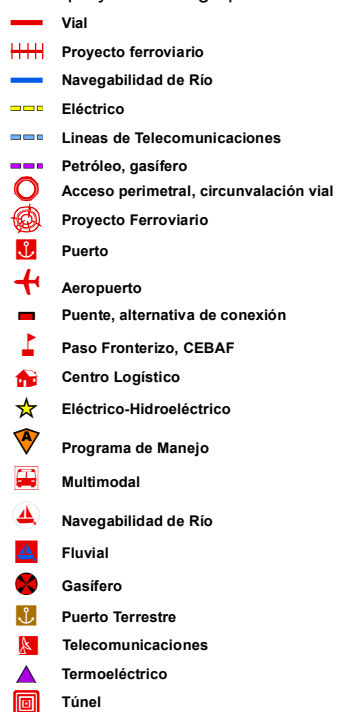 Vial
Proyecto ferroviario
Navegabilidad de Río
Eléctrico
Lineas de Telecomunicaciones
Petróleo, gasífero
Acceso perimetral, circunvalación vial
Proyecto Ferroviario
Puerto
Aeropuerto
Puente, alternativa de conexión
Paso Fronterizo, CEBAF
Centro Logístico
Eléctrico-Hidroeléctrico
A
Programa de Manejo
Multimodal
Navegabilidad de Río
Fluvial
Gasífero
Puerto Terrestre
Telecomunicaciones
Termoeléctrico
Túnel